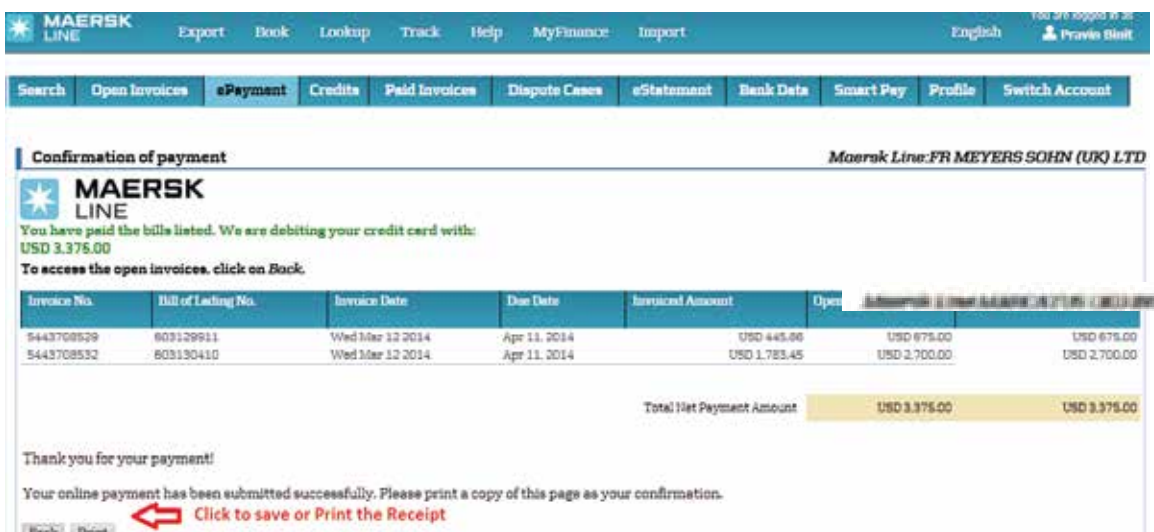 MAERSK
LINE
Export Book Lookup Track Help MyFinance Import English
You are logged in as
Pravin Binit
Search Open Invoices ePayment Credits Paid Invoices Dispute Cases eStatement Bank Data Smart Pay Profile Switch Account
Confirmation of payment Maersk Line:FR MEYERS SOHN (UK) LTD
MAERSK
LINE
You have paid the bills listed. We are debiting your credit card with:
USD 3,375.00
To access the open invoices, click on Back.
Invoice No. Bill of Lading No. Invoice Date Due Date Invoiced Amount Open
5443708529 603129911 Wed Mar 12 2014 Apr 11, 2014 USD 445.86 USD 675.00 USD 675.00
5443708532 603130410 Wed Mar 12 2014 Apr 11, 2014 USD 1,783.45 USD 2,700.00 USD 2,700.00
Total Net Payment Amount USD 3,375.00 USD 3,375.00
Thank you for your payment!
Your online payment has been submitted successfully. Please print a copy of this page as your confirmation.
Click to save or Print the Receipt
Back Print